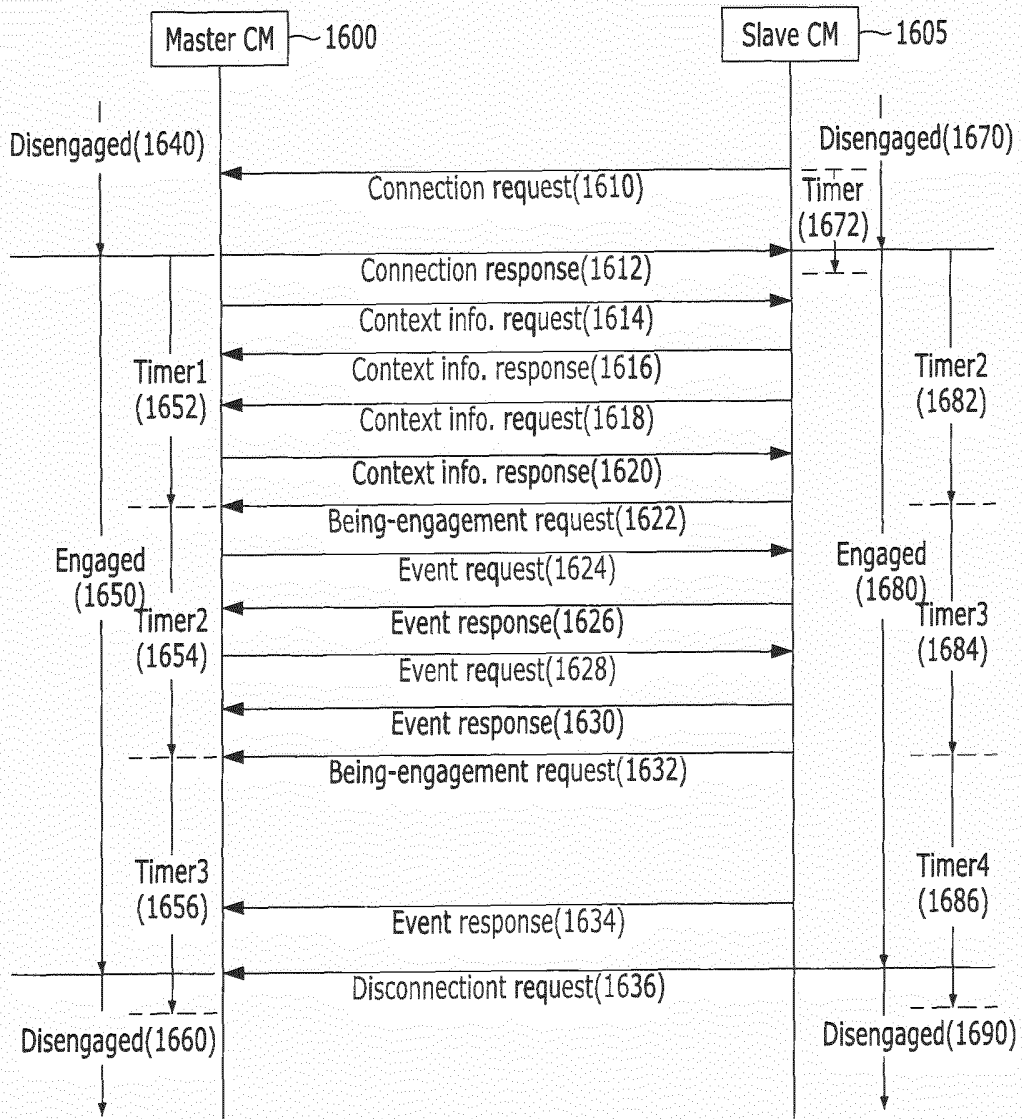 Master CM 1600
Slave CM 1605
Disengaged(1640)
Disengaged(1670)
Connection request(1610)
Timer
(1672)
Connection response(1612)
Context info. request(1614)
Timer1
(1652)
Context info. response(1616)
Timer2
(1682)
Context info. request(1618)
Context info. response(1620)
Being-engagement request(1622)
Engaged
(1650)
Event request(1624)
Engaged
(1680)
Timer2
(1654)
Event response(1626)
Timer3
(1684)
Event request(1628)
Event response(1630)
Being-engagement request(1632)
Timer3
(1656)
Timer4
(1686)
Event response(1634)
Disconnectiont request(1636)
Disengaged(1660)
Disengaged(1690)